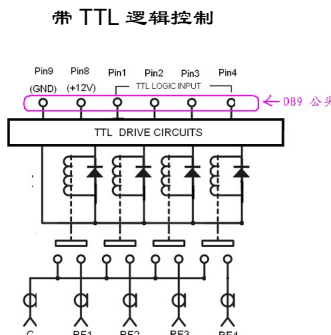 带 TTL 逻辑控制
Pin9 Pin8 Pin1 Pin2 Pin3 Pin4
(GND) (+12V) TTL LOGIC INPUT
DB9 公头
TTL DRIVE CIRCUITS
C RF1 RF2 RF3 RF4